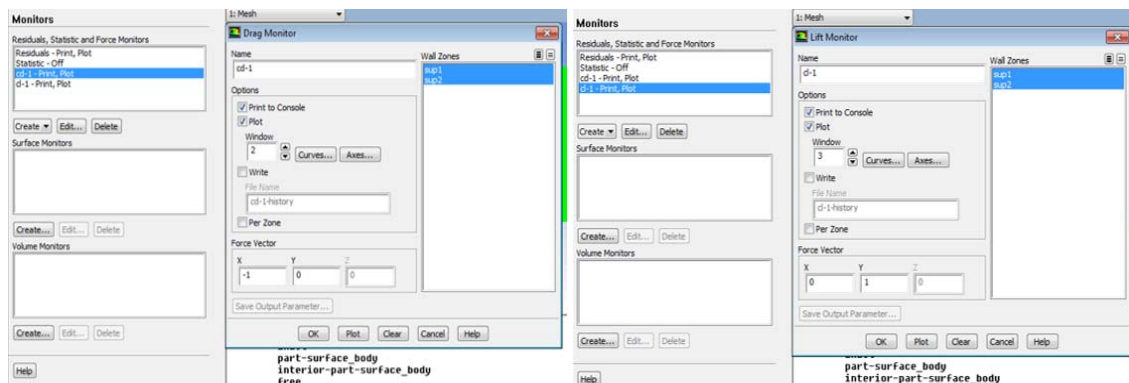 Monitors
Residuals, Statistic and Force Monitors
Residuals - Print, Plot
Statistic - Off
cd-1 - Print, Plot
cl-1 - Print, Plot
Create Edit... Delete
Surface Monitors
Create... Edit... Delete
Volume Monitors
Create... Edit... Delete
Help
1: Mesh
Drag Monitor
Name
cd-1
Options
Print to Console
Plot
Window
2
Curves... Axes...
Write
File Name
cd-1-history
Per Zone
Force Vector
X Y Z
-1 0 0
Save Output Parameter...
Wall Zones
sup1
sup2
OK Plot Clear Cancel Help
part-surface_body
interior-part-surface_body
free
Monitors
Residuals, Statistic and Force Monitors
Residuals - Print, Plot
Statistic - Off
cd-1 - Print, Plot
cl-1 - Print, Plot
Create Edit... Delete
Surface Monitors
Create... Edit... Delete
Volume Monitors
Create... Edit... Delete
Help
1: Mesh
Lift Monitor
Name
cl-1
Options
Print to Console
Plot
Window
3
Curves... Axes...
Write
File Name
cl-1-history
Per Zone
Force Vector
X Y Z
0 1 0
Save Output Parameter...
Wall Zones
sup1
sup2
OK Plot Clear Cancel Help
part-surface_body
interior-part-surface_body